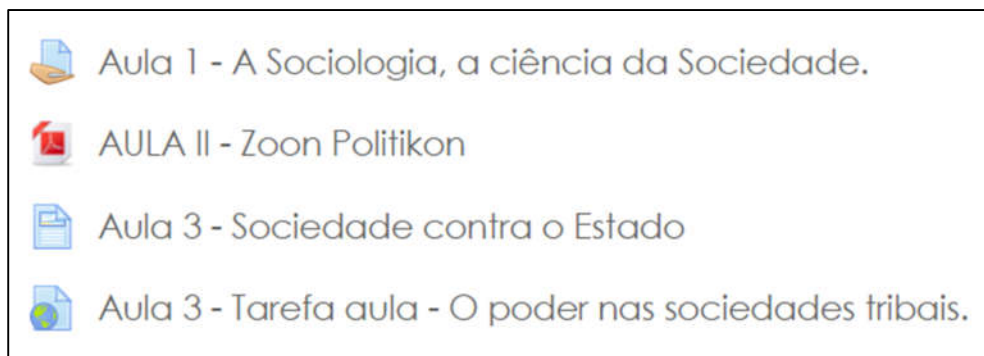 Aula 1 - A Sociologia, a ciência da Sociedade.
AULA II - Zoon Politikon
Aula 3 - Sociedade contra o Estado
Aula 3 - Tarefa aula - O poder nas sociedades tribais.